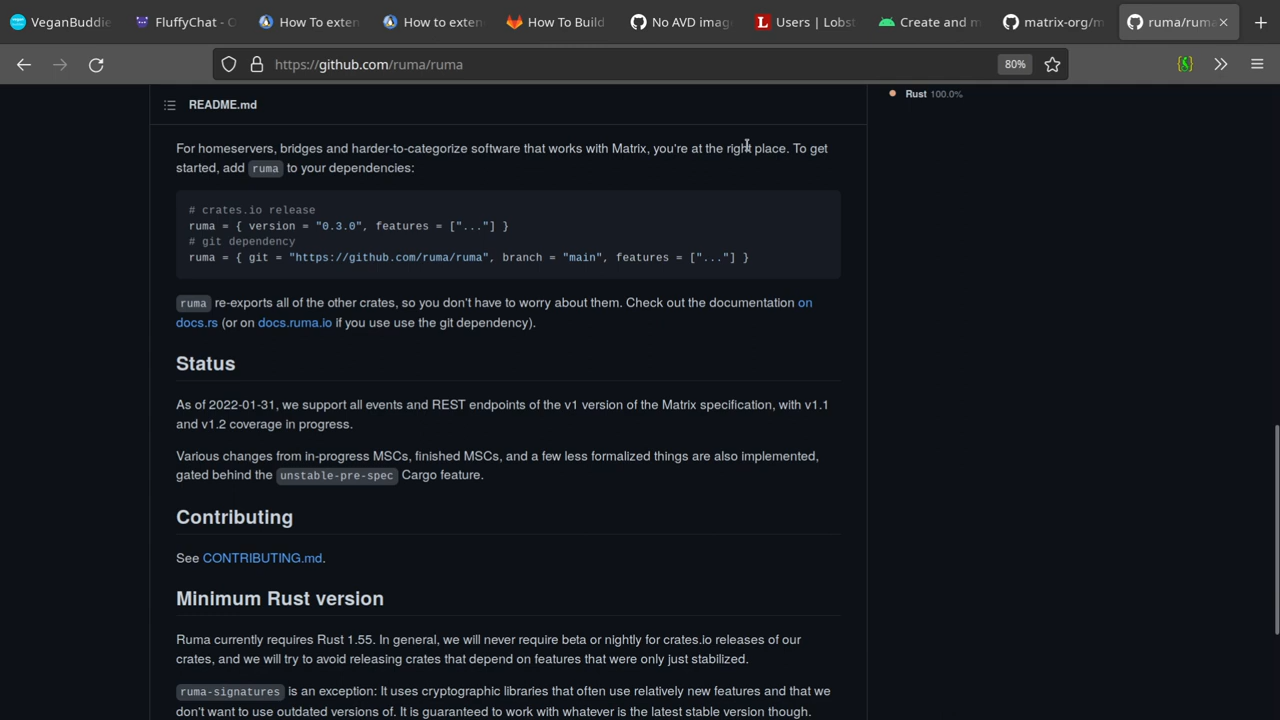 VeganBuddie
FluffyChat - O
How To exten
How to exten
How To Build
No AVD imag
Users | Lobst
Create and m
matrix-org/m
ruma/ruma
https://github.com/ruma/ruma
80%
README.md
Rust 100.0%
For homeservers, bridges and harder-to-categorize software that works with Matrix, you're at the right place. To get
started, add ruma to your dependencies:
# crates.io release
ruma = { version = "0.3.0", features = ["..."] }
# git dependency
ruma = { git = "https://github.com/ruma/ruma", branch = "main", features = ["..."] }
ruma re-exports all of the other crates, so you don't have to worry about them. Check out the documentation on
docs.rs (or on docs.ruma.io if you use use the git dependency).
Status
As of 2022-01-31, we support all events and REST endpoints of the v1 version of the Matrix specification, with v1.1
and v1.2 coverage in progress.
Various changes from in-progress MSCs, finished MSCs, and a few less formalized things are also implemented,
gated behind the unstable-pre-spec Cargo feature.
Contributing
See CONTRIBUTING.md.
Minimum Rust version
Ruma currently requires Rust 1.55. In general, we will never require beta or nightly for crates.io releases of our
crates, and we will try to avoid releasing crates that depend on features that were only just stabilized.
ruma-signatures is an exception: It uses cryptographic libraries that often use relatively new features and that we
don't want to use outdated versions of. It is guaranteed to work with whatever is the latest stable version though.